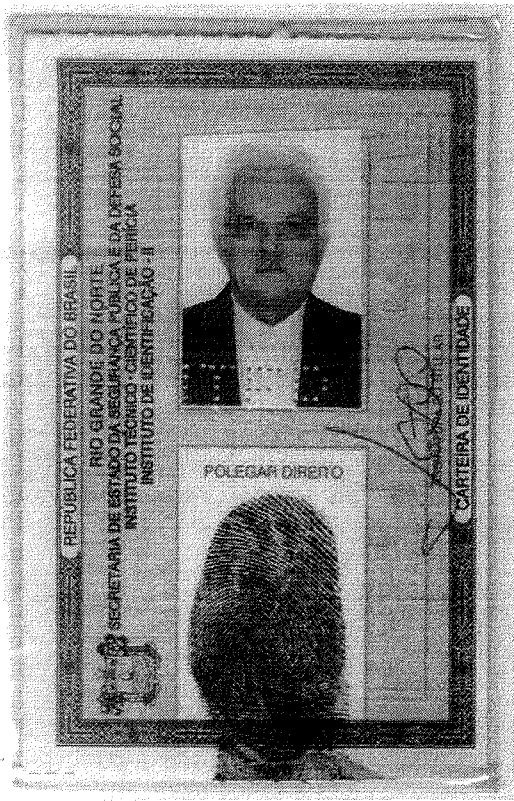 REPÚBLICA FEDERATIVA DO BRASIL
RIO GRANDE DO NORTE
SECRETARIA DE ESTADO DA SEGURANÇA PÚBLICA E DA DEFESA SOCIAL
INSTITUTO TÉCNICO - CIENTÍFICO DE PERÍCIA
INSTITUTO DE IDENTIFICAÇÃO - II
POLEGAR DIREITO
CARTEIRA DE IDENTIDADE